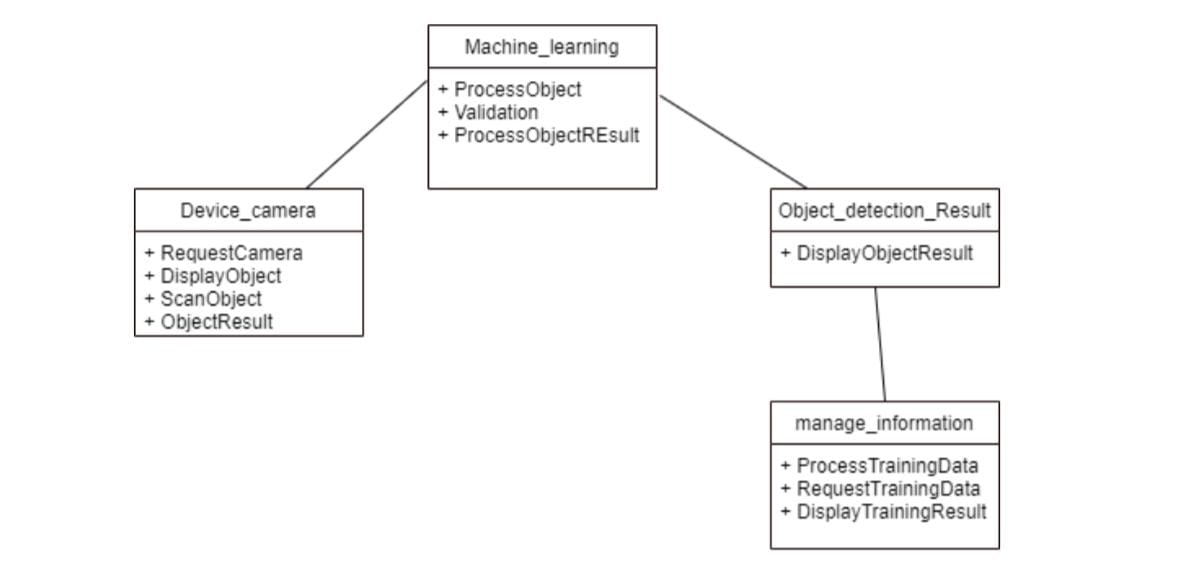 Machine_learning
+ ProcessObject
+ Validation
+ ProcessObjectREsult
Device_camera
+ RequestCamera
+ DisplayObject
+ ScanObject
+ ObjectResult
Object_detection_Result
+ DisplayObjectResult
manage_information
+ ProcessTrainingData
+ RequestTrainingData
+ DisplayTrainingResult